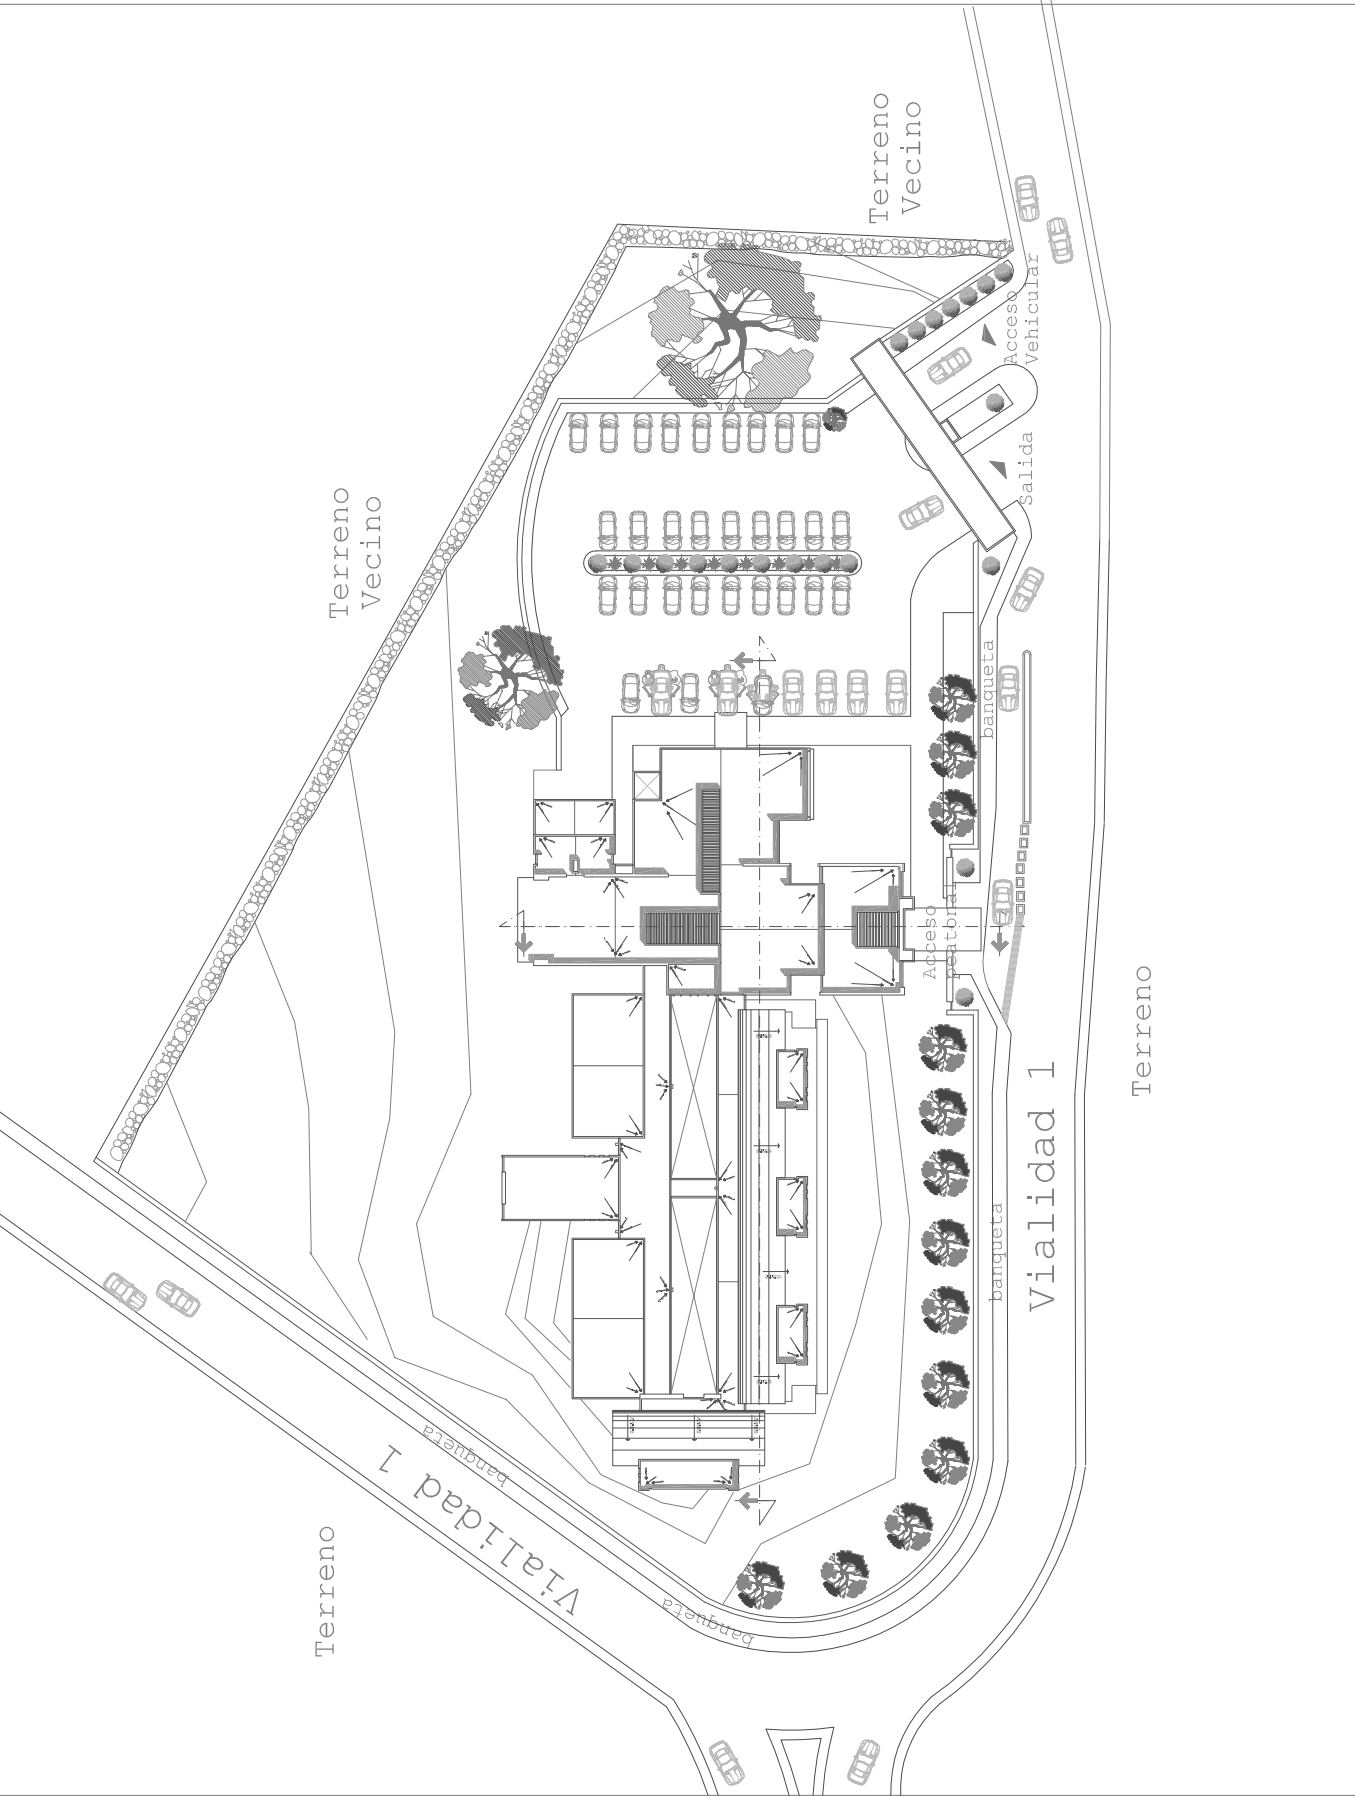 Terreno
Vecino
Acceso
Vehicular
Salida
Terreno
Vecino
banqueta
Acceso
peatonal
Terreno
Vialidad 1
banqueta
banqueta
Vialidad 1
Terreno
banqueta